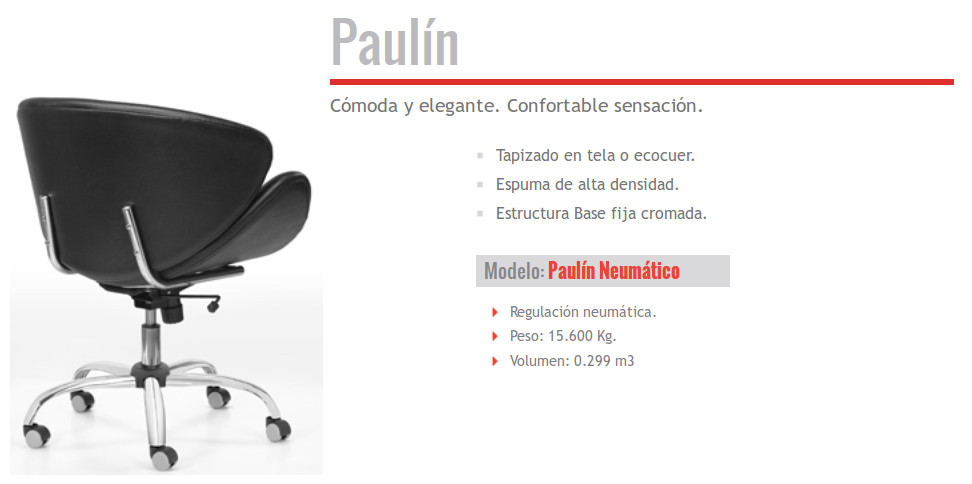 Paulín
Cómoda y elegante. Confortable sensación.
Tapizado en tela o ecocuer.
Espuma de alta densidad.
Estructura Base fija cromada.
Modelo: Paulín Neumático
Regulación neumática.
Peso: 15.600 Kg.
Volumen: 0.299 m3